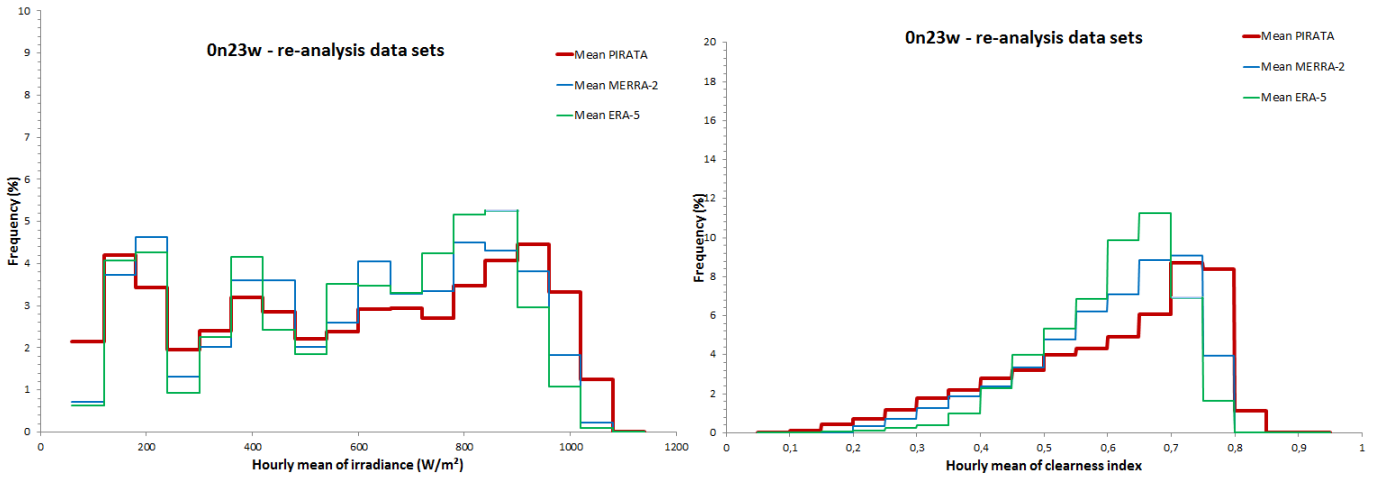 0n23w - re-analysis data sets
Mean PIRATA
Mean MERRA-2
Mean ERA-5
Frequency (%)
10
9
8
7
6
5
4
3
2
1
0
0 200 400 600 800 1000 1200
Hourly mean of irradiance (W/m²)
0n23w - re-analysis data sets
Mean PIRATA
Mean MERRA-2
Mean ERA-5
Frequency (%)
20
18
16
14
12
10
8
6
4
2
0
0 0,1 0,2 0,3 0,4 0,5 0,6 0,7 0,8 0,9 1
Hourly mean of clearness index